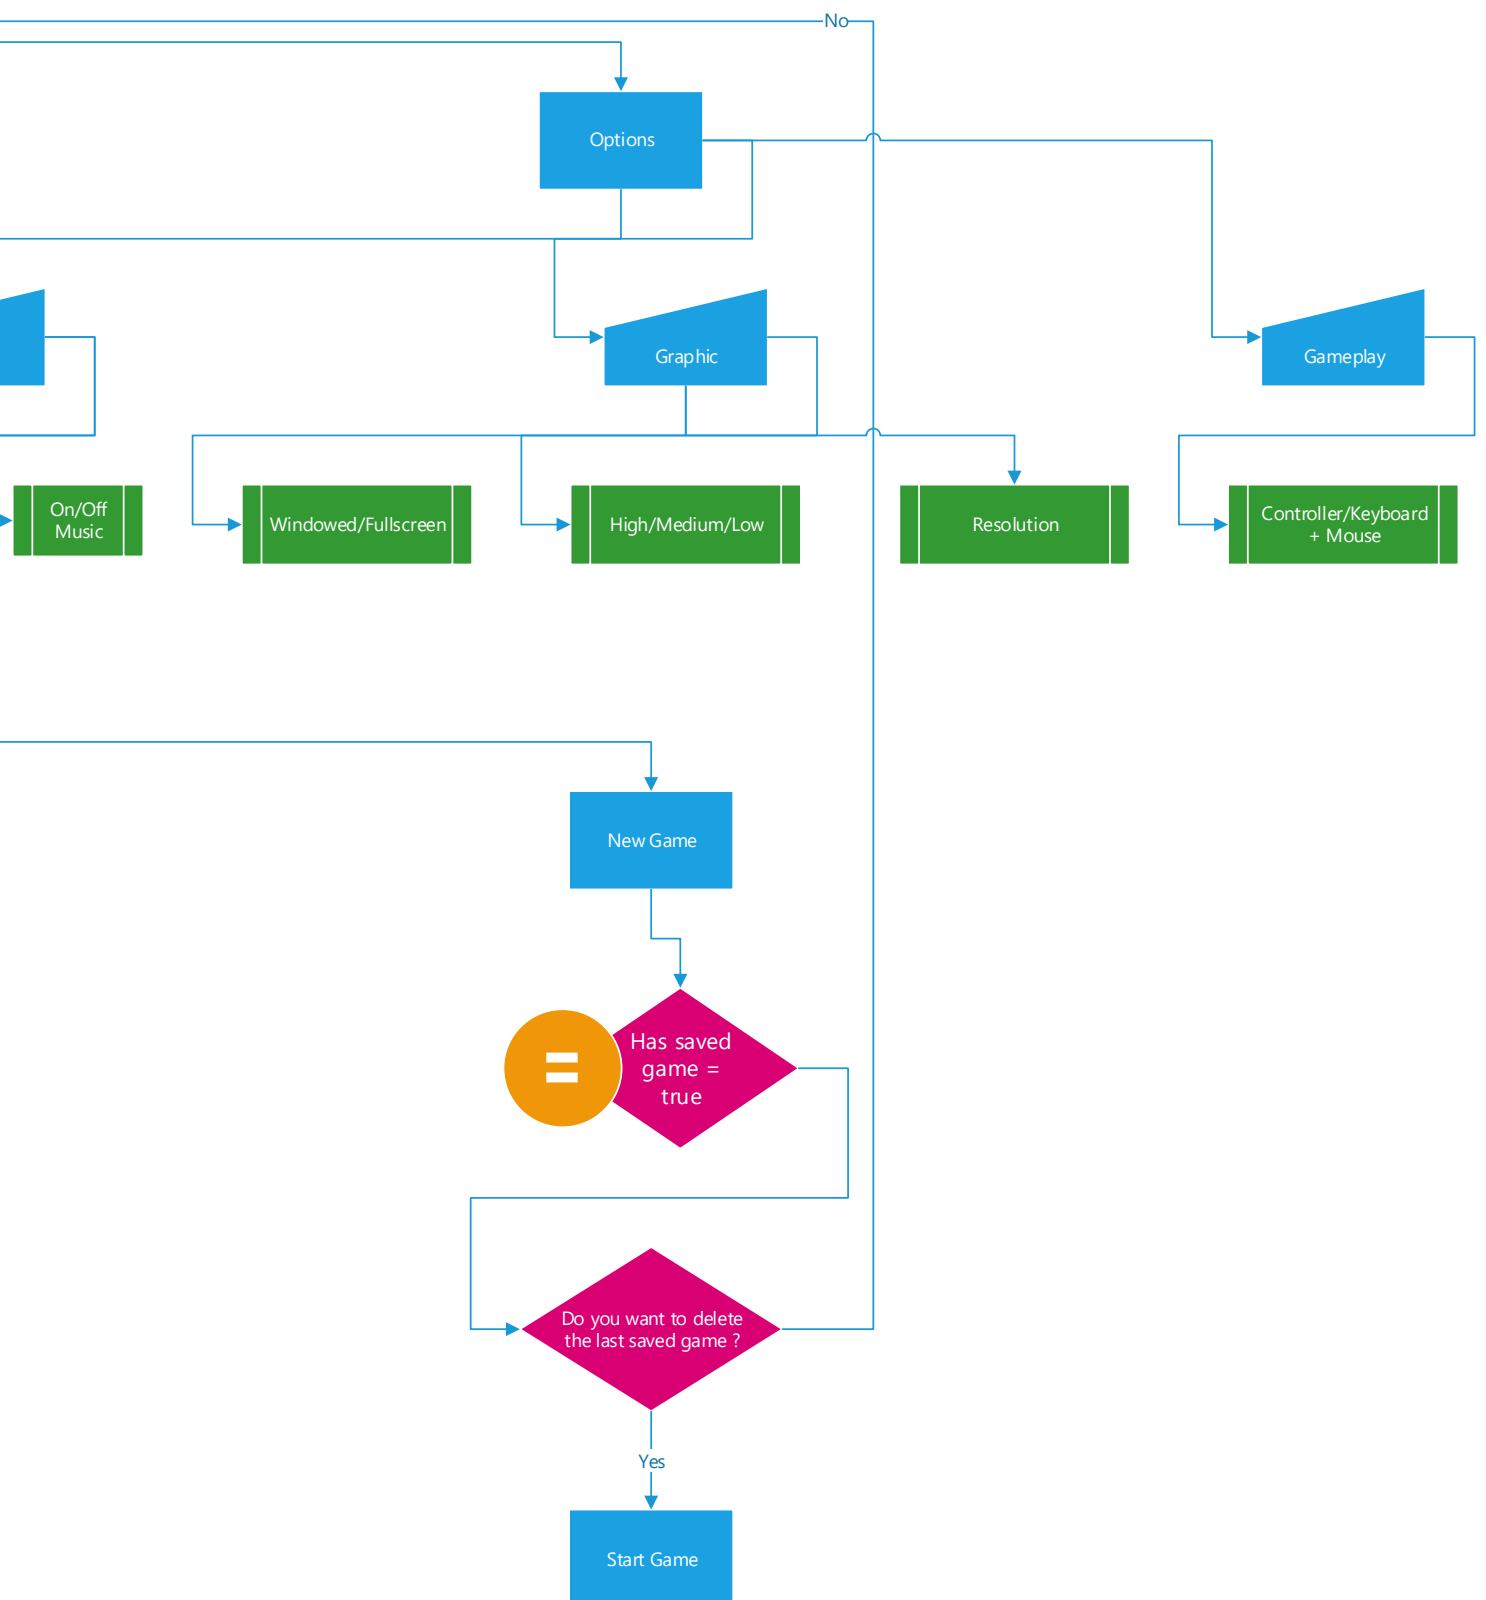 No
Options
Graphic
Gameplay
On/Off
Music
Windowed/Fullscreen
High/Medium/Low
Resolution
Controller/Keyboard
+ Mouse
New Game
=
Has saved
game =
true
Do you want to delete
the last saved game ?
Yes
Start Game